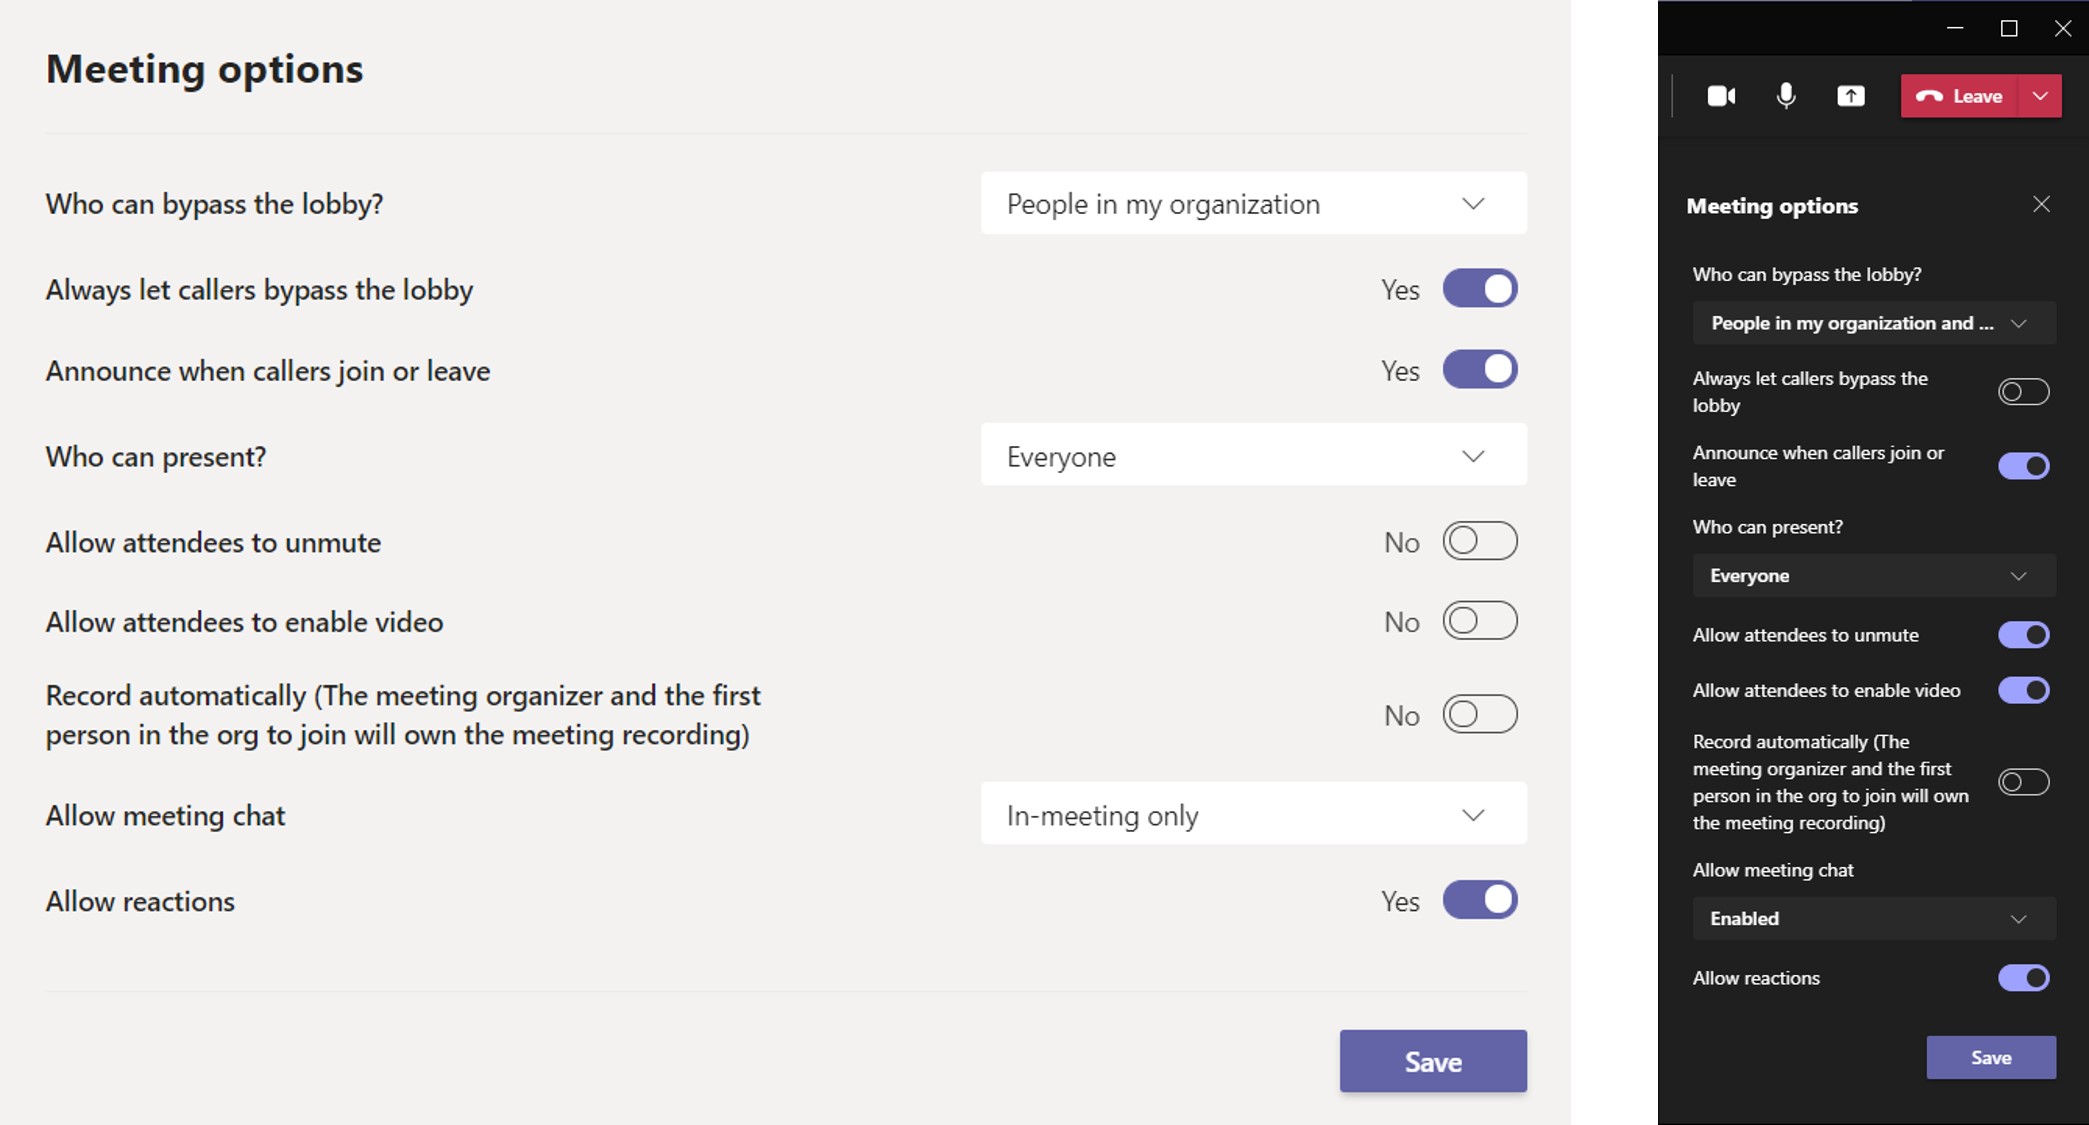 Meeting options
Who can bypass the lobby?
People in my organization
Always let callers bypass the lobby
Yes
Announce when callers join or leave
Yes
Who can present?
Everyone
Allow attendees to unmute
No
Allow attendees to enable video
No
Record automatically (The meeting organizer and the first
person in the org to join will own the meeting recording)
No
Allow meeting chat
In-meeting only
Allow reactions
Yes
Save
Leave
Meeting options
Who can bypass the lobby?
People in my organization and ...
Always let callers bypass the
lobby
Announce when callers join or
leave
Who can present?
Everyone
Allow attendees to unmute
Allow attendees to enable video
Record automatically (The
meeting organizer and the first
person in the org to join will own
the meeting recording)
Allow meeting chat
Enabled
Allow reactions
Save